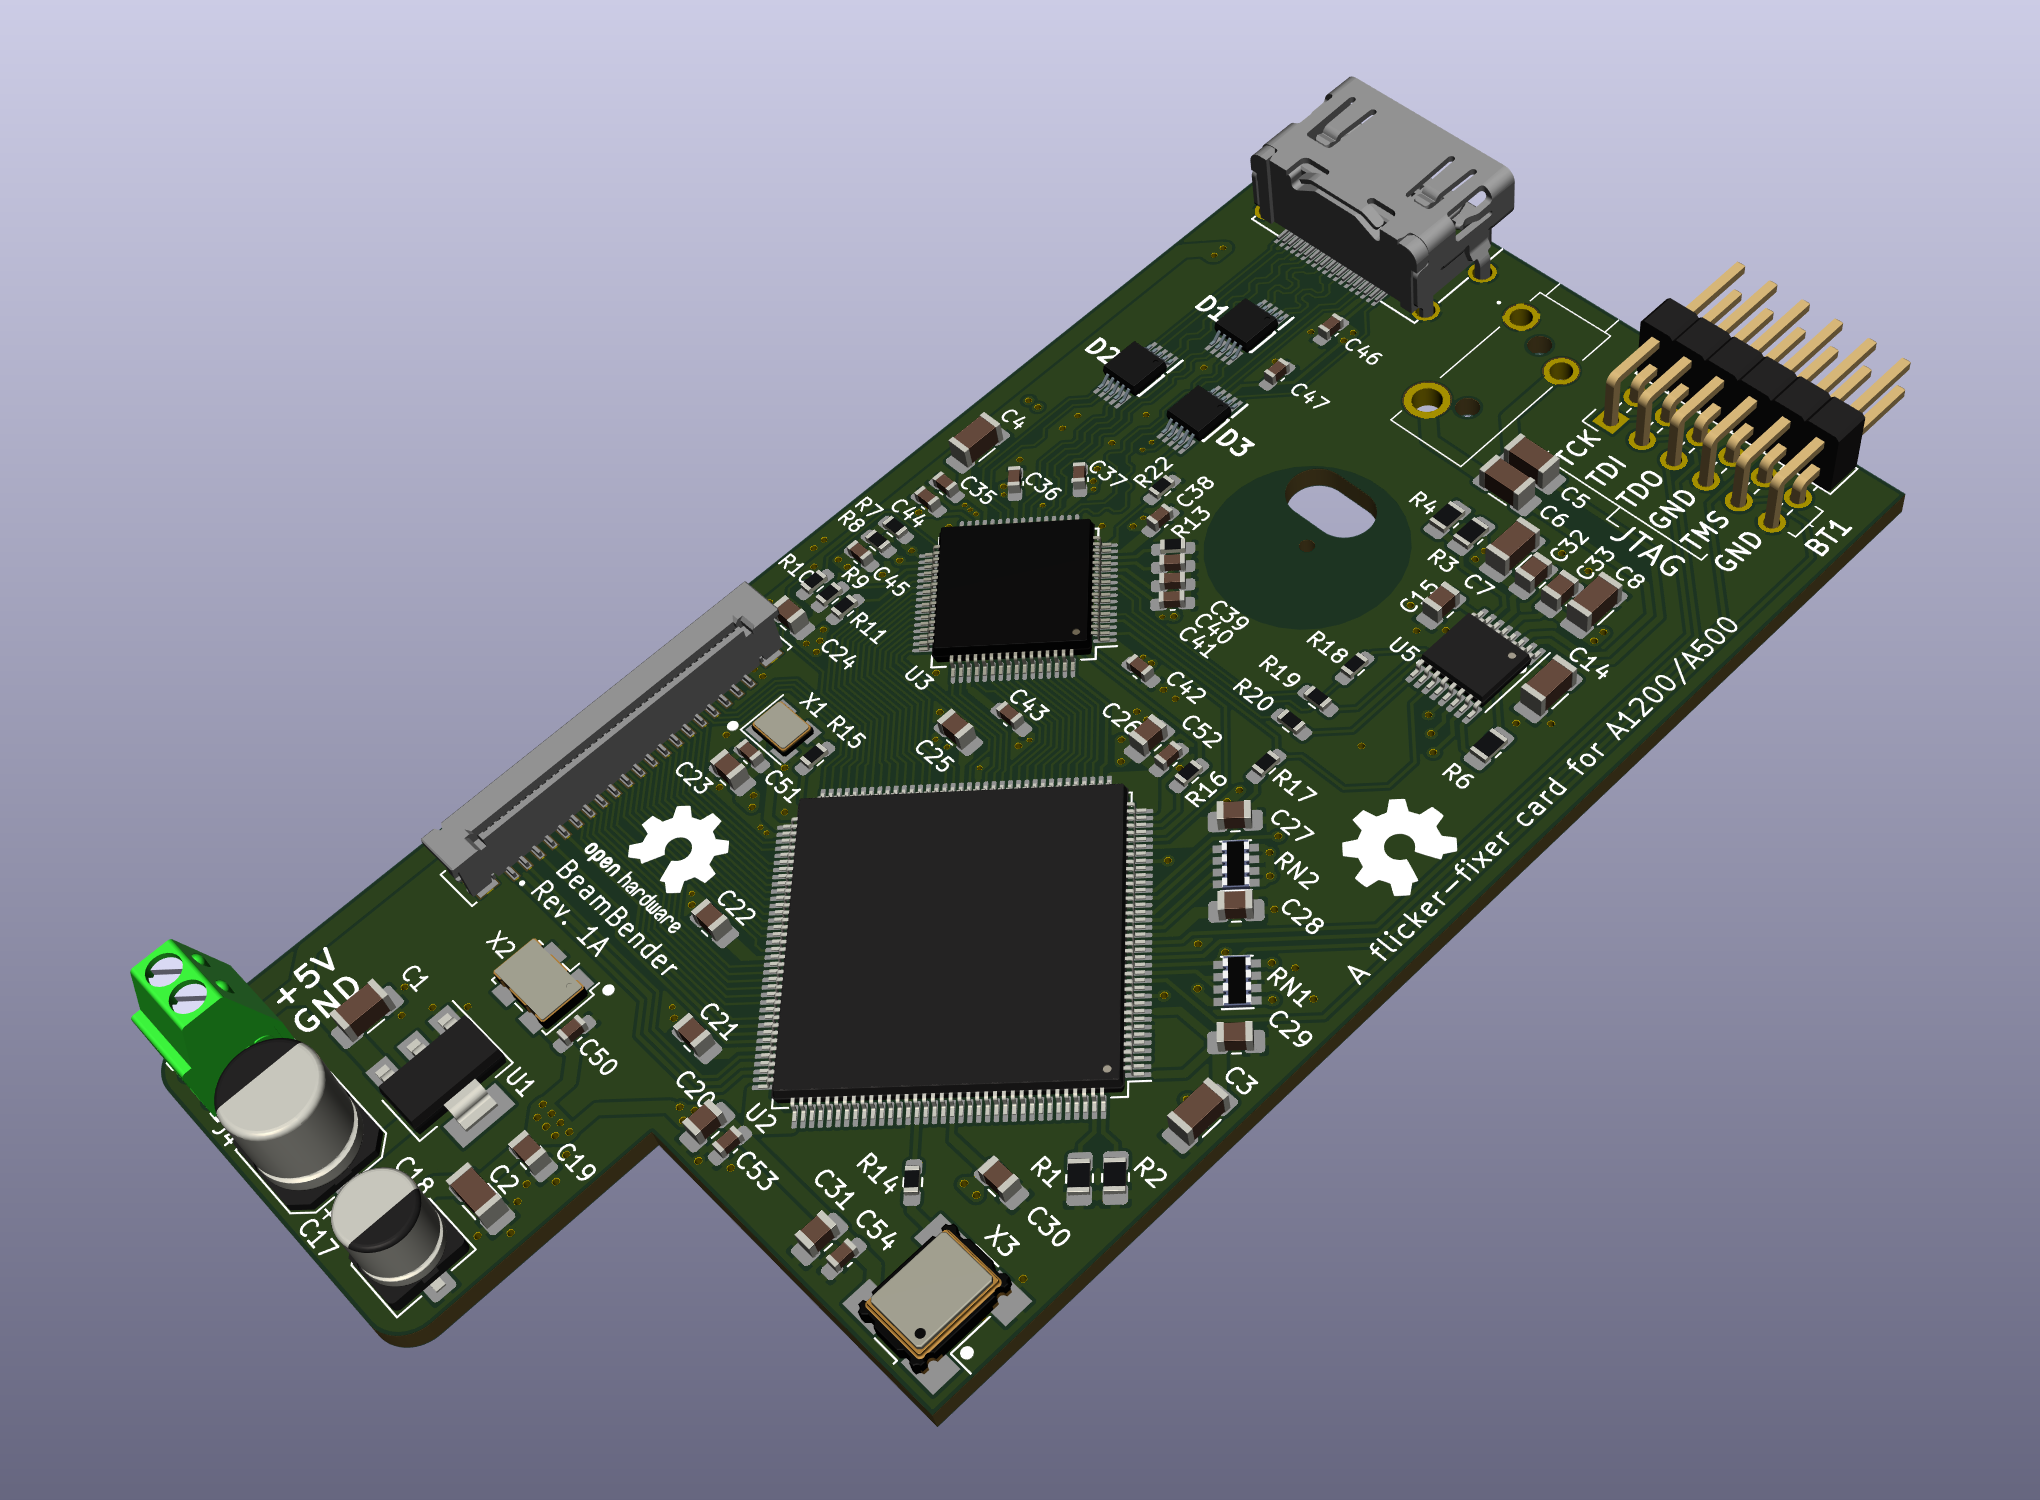 D1
D2
D3
C46
C47
C4
C35
C36
C37
R22
C38
R13
R7
R8
C44
R10
R9
C45
R11
C24
U3
C39
C40
C41
C42
C43
C25
C26
C52
R16
R17
R18
R19
R20
TCK
TDI
TDO
GND
TMS
GND
JTAG
BT1
C5
C6
R4
R3
C7
C32
C33
C8
C15
U5
C14
R6
X1
R15
C23
C51
open hardware
BeamBender
Rev. 1A
C22
C27
RN2
C28
RN1
C29
C3
A flicker-fixer card for A1200/A500
+5V
GND
C1
X2
C50
U1
C21
C20
C53
U2
J4
C18
C17
C2
C19
C31
C54
R14
C30
R1
R2
X3